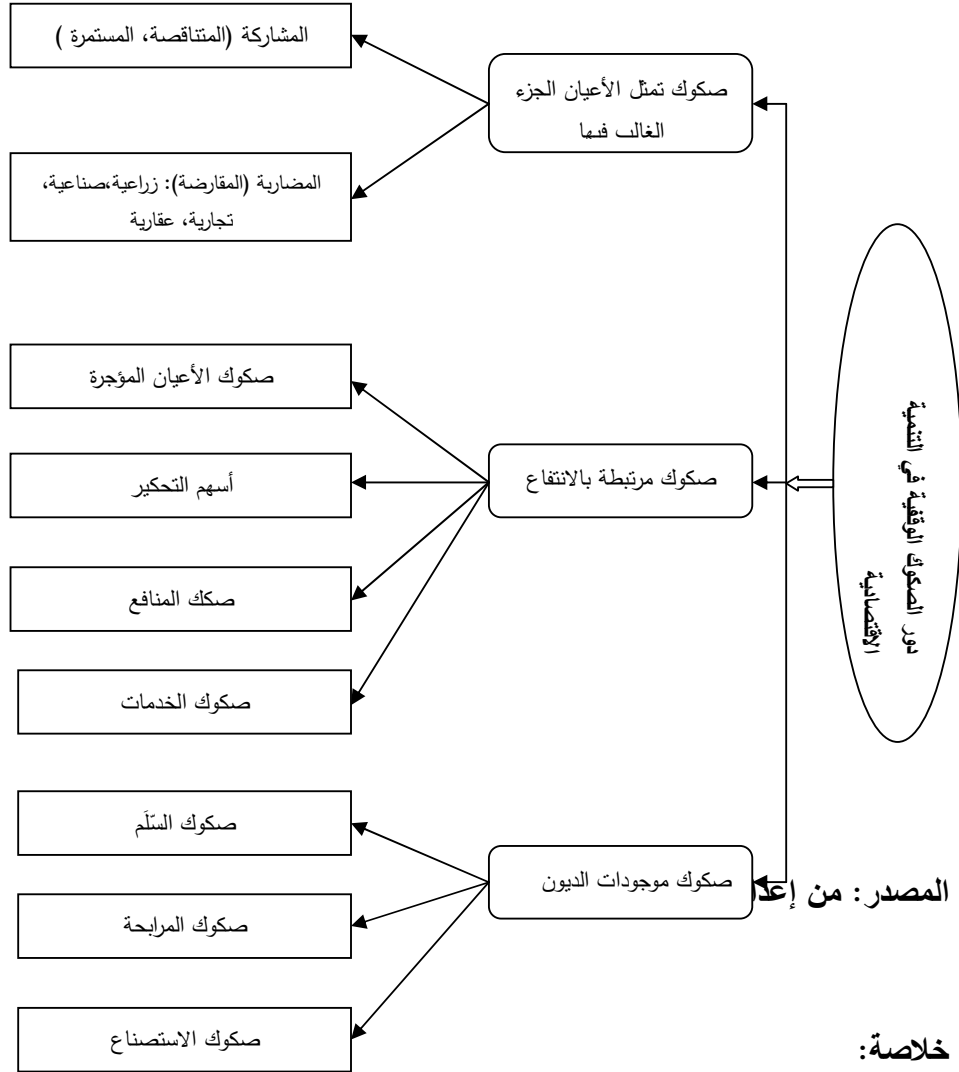 دور الصكوك الوقفية في التنمية
الاقتصادية
صكوك تمثل الأعيان الجزء
الغالب فيها
المشاركة (المتناقصة، المستمرة )
المضاربة (المقارضة): زراعية،صناعية،
تجارية، عقارية
صكوك مرتبطة بالانتفاع
صكوك الأعيان المؤجرة
أسهم التحكير
صكك المنافع
صكوك الخدمات
صكوك موجودات الديون
صكوك السّلَم
صكوك المرابحة
صكوك الاستصناع
المصدر: من
خلاصة: